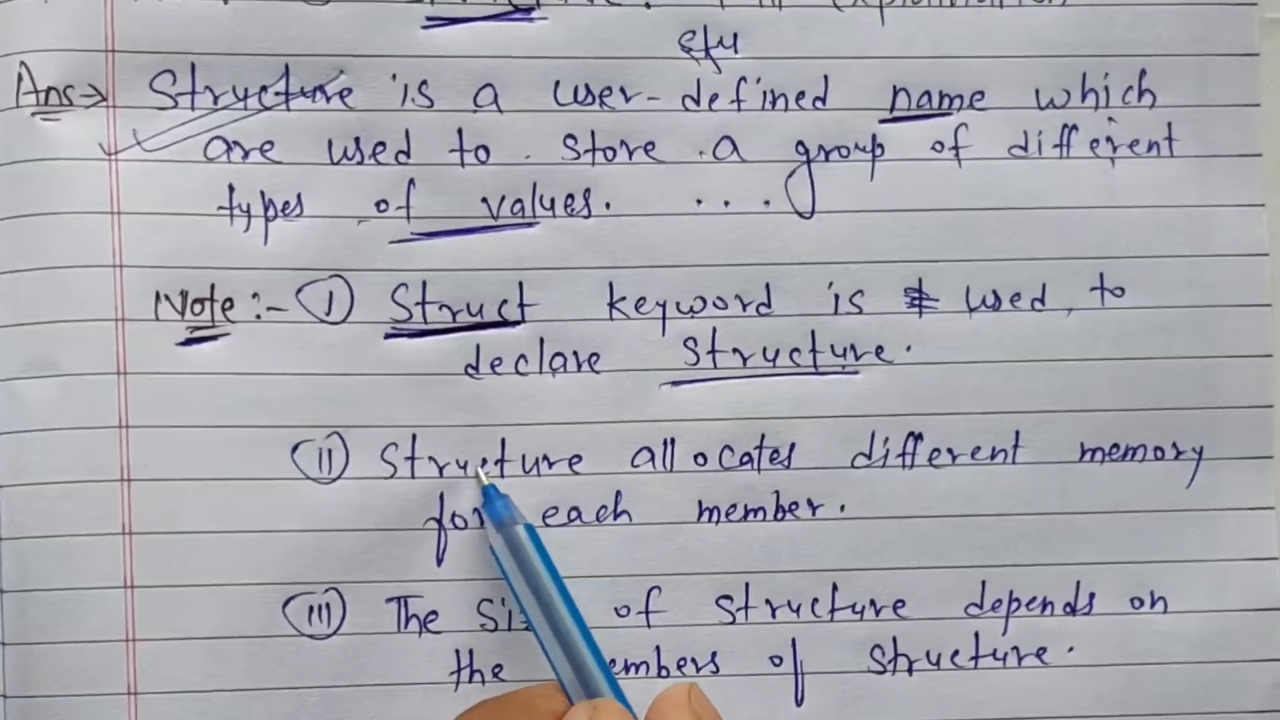 stu
Ans → Structure is a user-defined name which
are used to store a group of different
types of values. ....
Note :- (i) Struct keyword is used to
declare structure.
(ii) Structure allocates different memory
for each member.
(iii) The of structure depends on
the of structure.